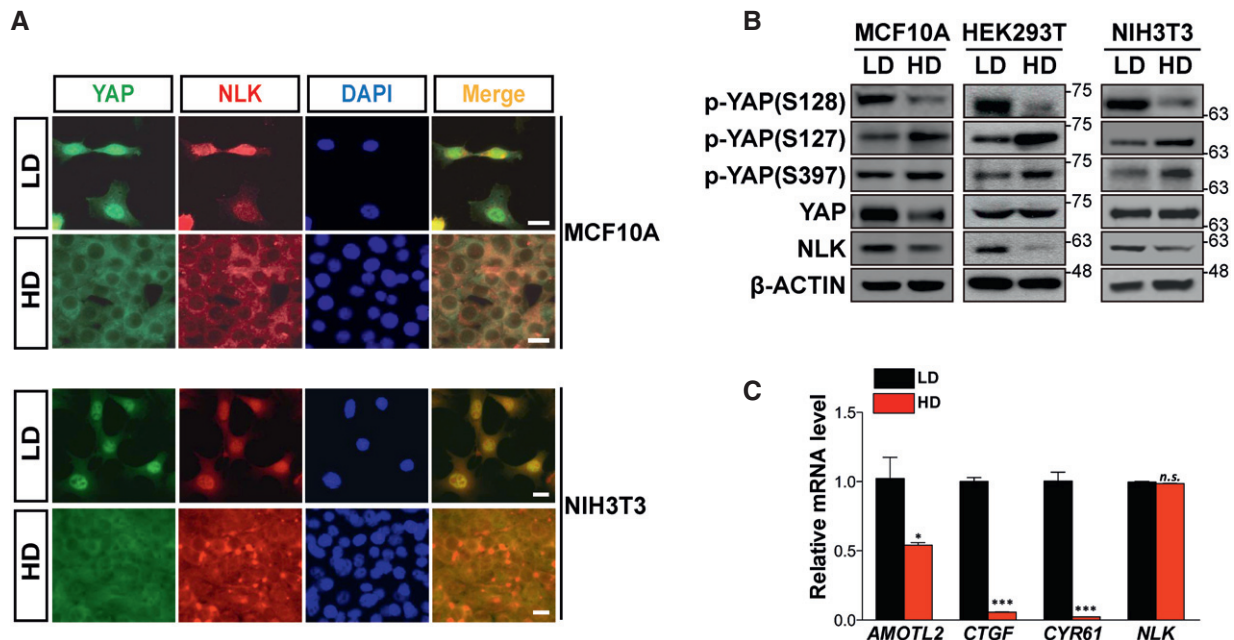 A
YAP NLK DAPI Merge
LD
HD
MCF10A
LD
HD
NIH3T3
B
MCF10A HEK293T NIH3T3
LD HD LD HD LD HD
p-YAP(S128) -75 -63
p-YAP(S127) -75 -63
p-YAP(S397) -75 -63
YAP -75 -63
NLK -63 -63
β-ACTIN -48 -48
C
LD
HD
Relative mRNA level
1.5
1.0
0.5
0.0
* *** *** n.s.
AMOTL2 CTGF CYR61 NLK